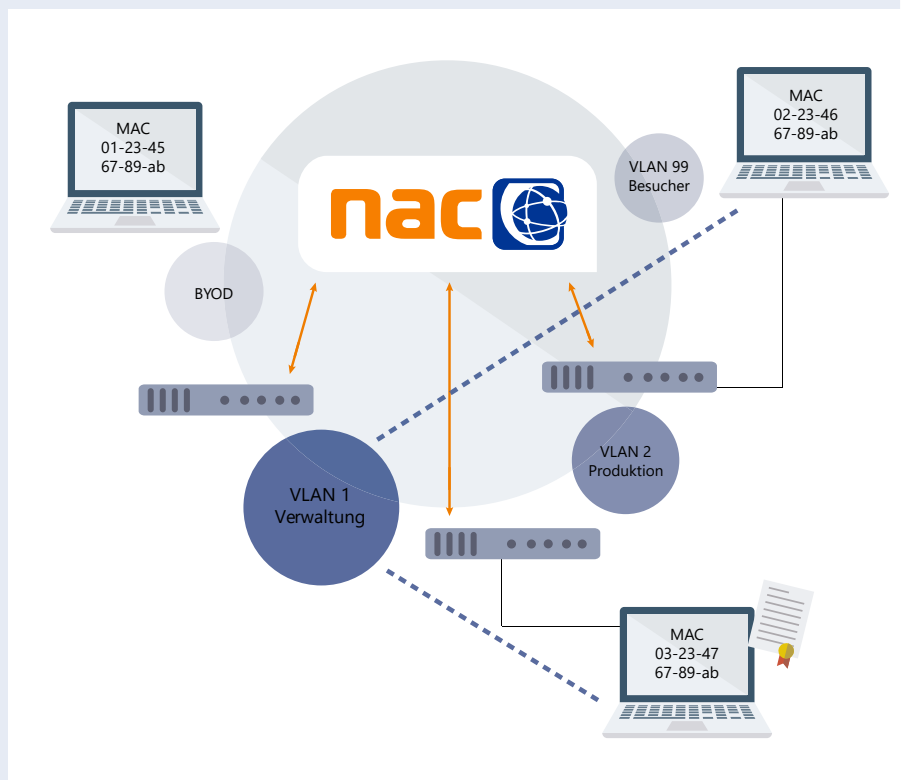 MAC
01-23-45
67-89-ab
MAC
02-23-46
67-89-ab
VLAN 99
Besucher
nac
BYOD
VLAN 2
Produktion
VLAN 1
Verwaltung
MAC
03-23-47
67-89-ab